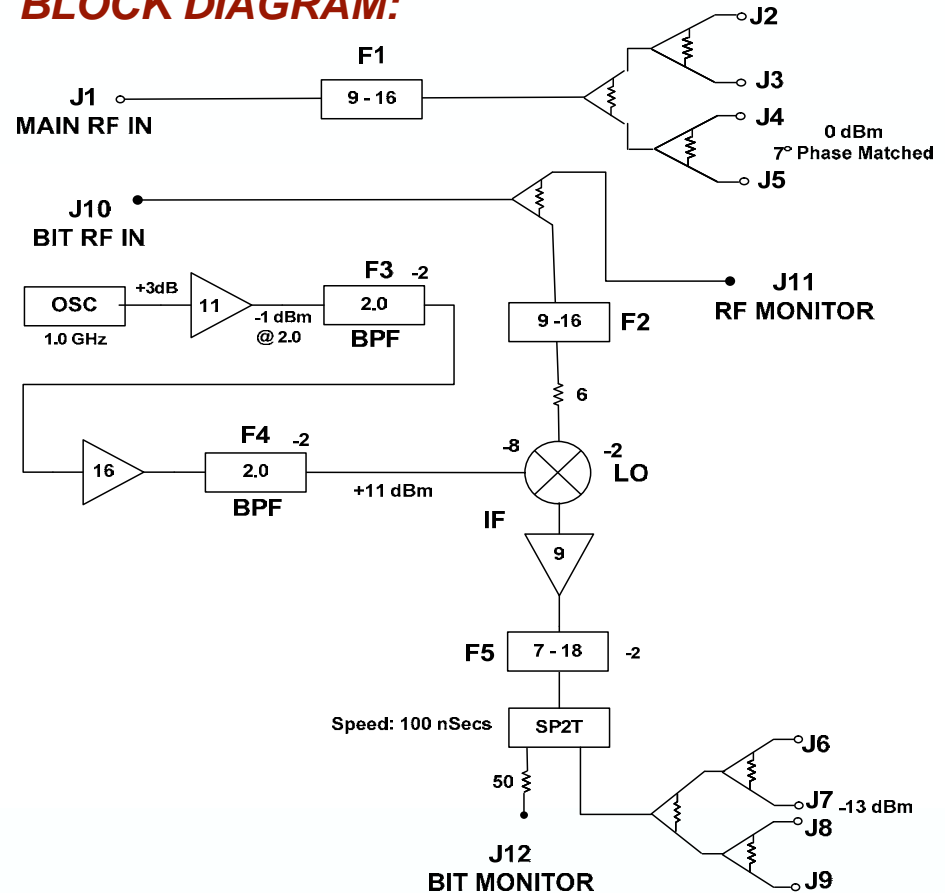 BLOCK DIAGRAM:
J2
F1
J3
9 - 16
J1
MAIN RF IN
J4
0 dBm
7° Phase Matched
J5
J10
BIT RF IN
J11
RF MONITOR
F3 -2
+3dB
OSC
11
2.0
1.0 GHz
-1 dBm
@ 2.0
BPF
9 -16
F2
6
F4 -2
-8
-2
LO
16
2.0
+11 dBm
BPF
IF
9
F5
7 - 18
-2
Speed: 100 nSecs
SP2T
J6
50
J7 -13 dBm
J8
J12
BIT MONITOR
J9